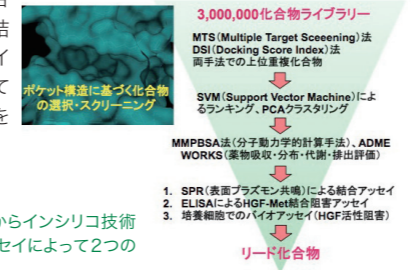 結
イ
て
を
ポケット構造に基づく化合物
の選択・スクリーニング
からインシリコ技術
セイによって2つの
3,000,000化合物ライブラリー
MTS(Multiple Target Sceeening)法
DSI(Docking Score Index)法
両手法での上位重複化合物
SVM(Support Vector Machine)によ
るランキング、PCAクラスタリング
MMPBSA法(分子動力学的計算手法)、ADME
WORKS(薬物吸収・分布・代謝・排出評価)
1. SPR(表面プラズモン共鳴)による結合アッセイ
2. ELISAによるHGF-Met結合阻害アッセイ
3. 培養細胞でのバイオアッセイ(HGF活性阻害)
リード化合物